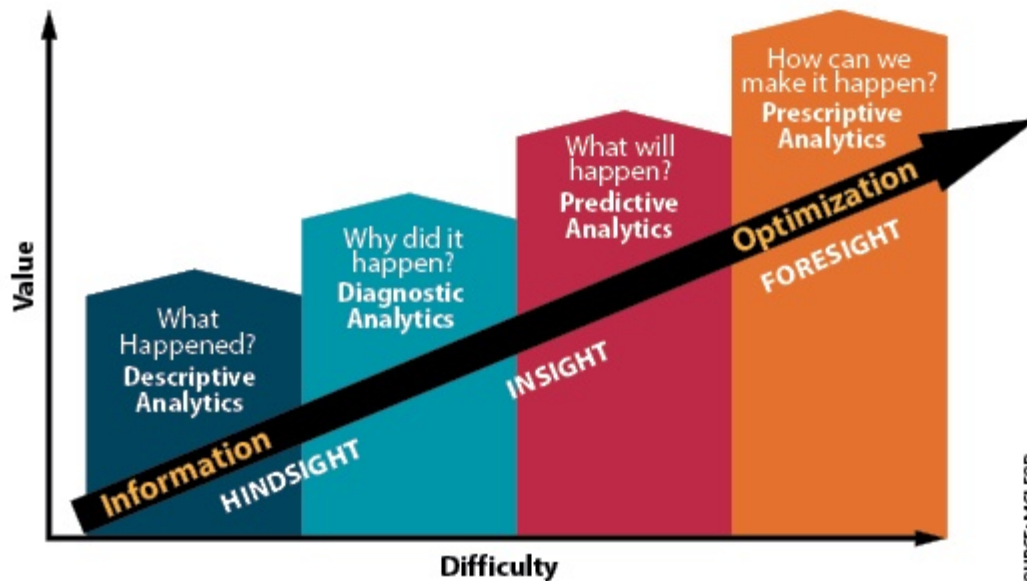 Value
What
Happened?
Descriptive
Analytics
Why did it
happen?
Diagnostic
Analytics
What will
happen?
Predictive
Analytics
How can we
make it happen?
Prescriptive
Analytics
Information
Optimization
HINDSIGHT
INSIGHT
FORESIGHT
Difficulty